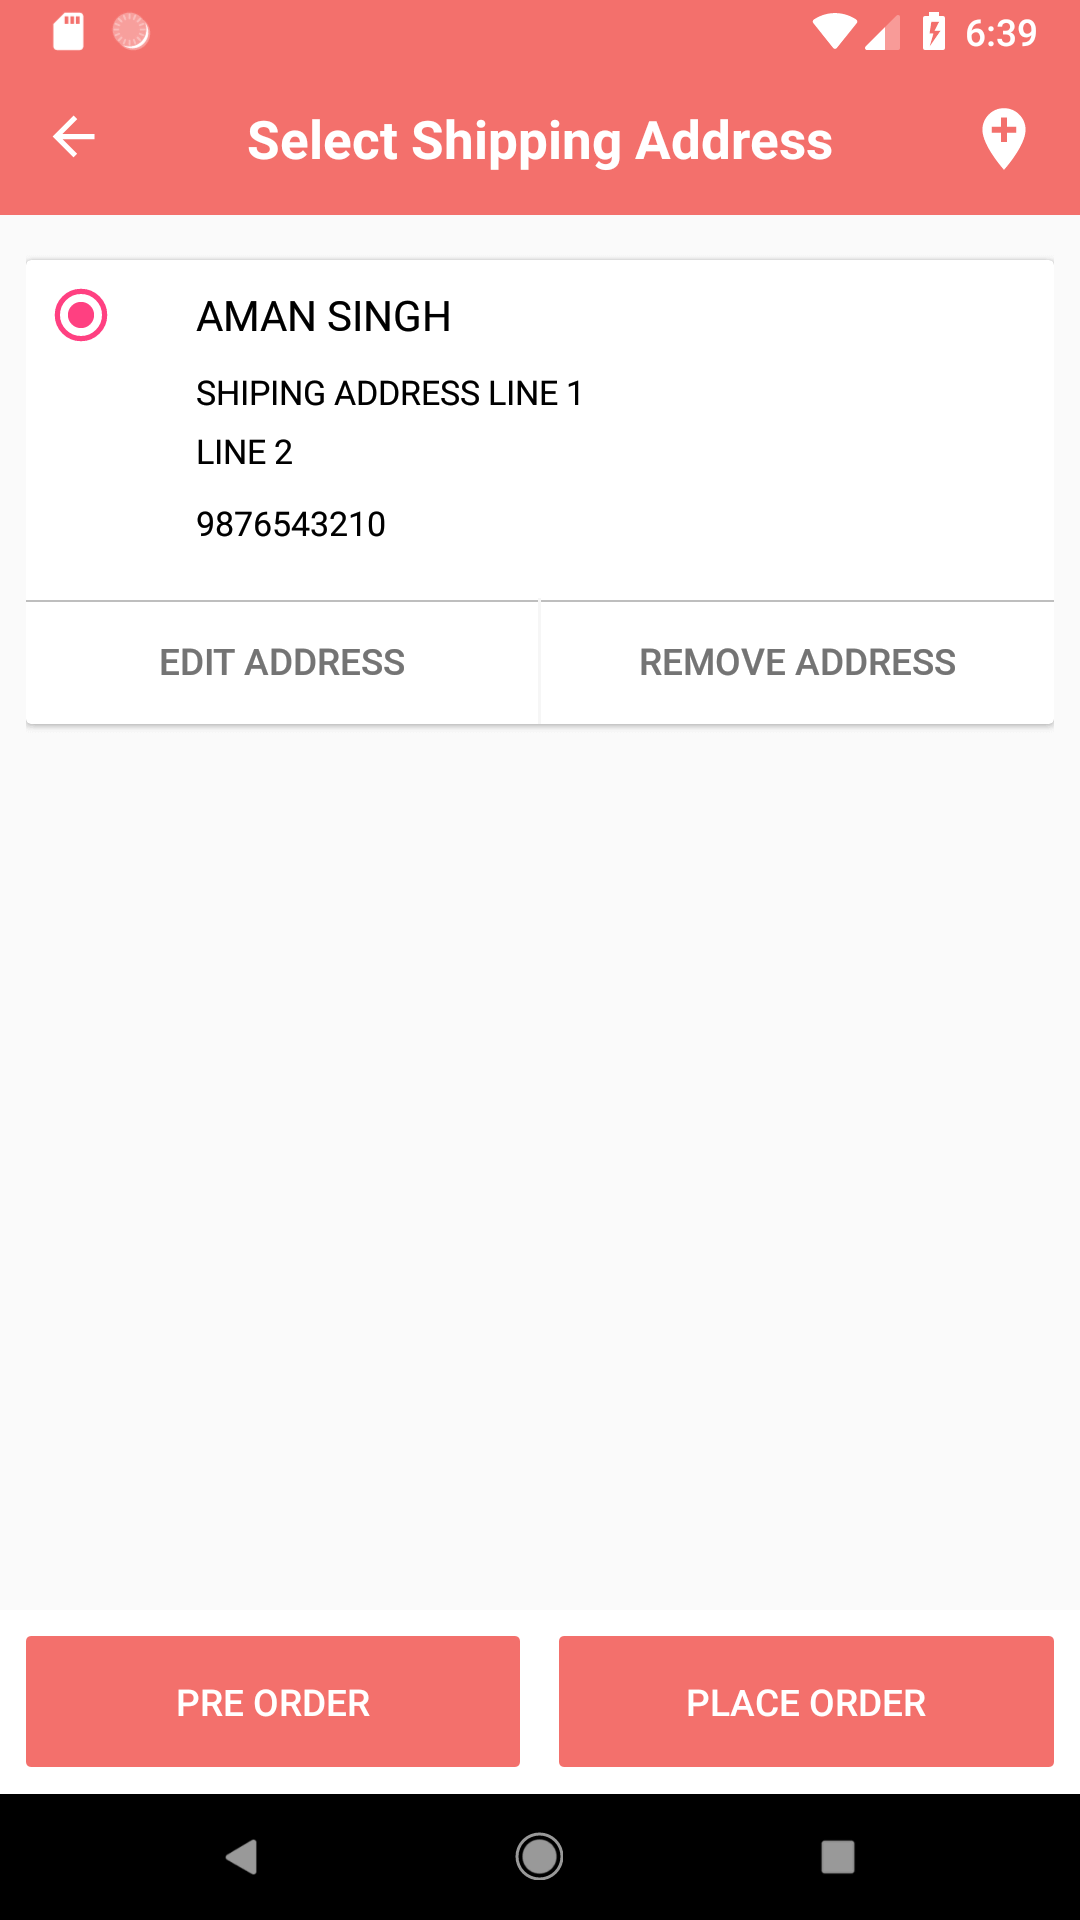 6:39
Select Shipping Address
AMAN SINGH
SHIPING ADDRESS LINE 1
LINE 2
9876543210
EDIT ADDRESS
REMOVE ADDRESS
PRE ORDER
PLACE ORDER